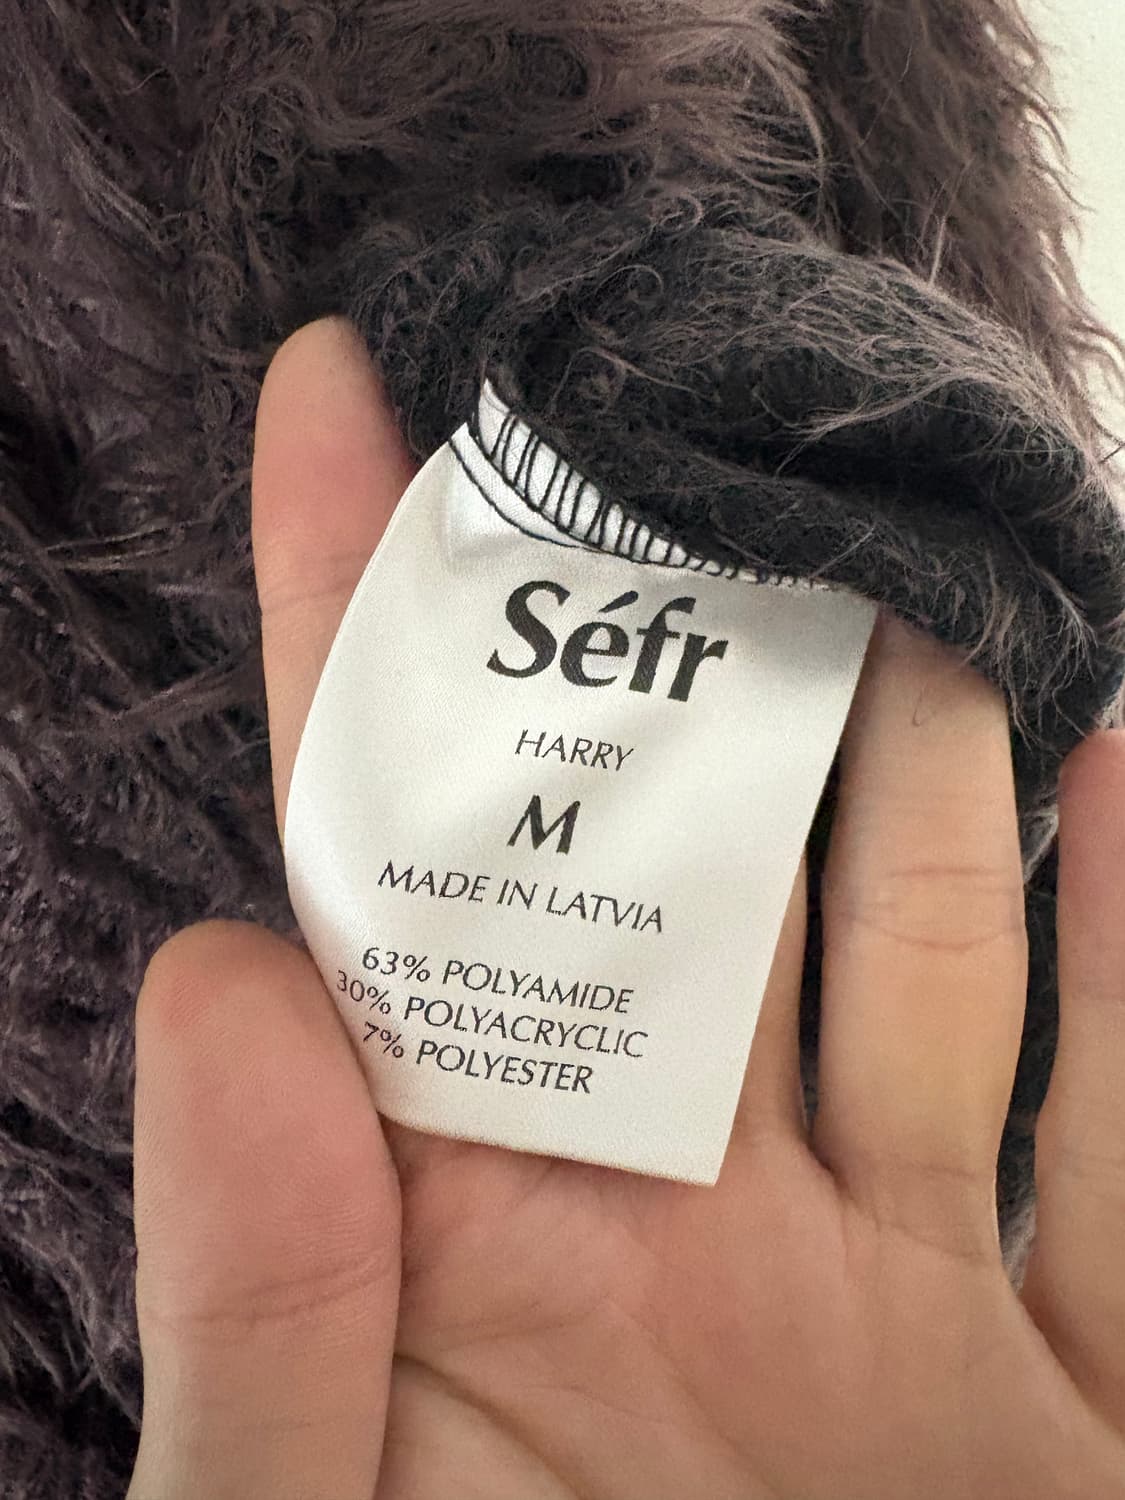 Séfr
HARRY
M
MADE IN LATVIA
63% POLYAMIDE
30% POLYACRYCLIC
7% POLYESTER